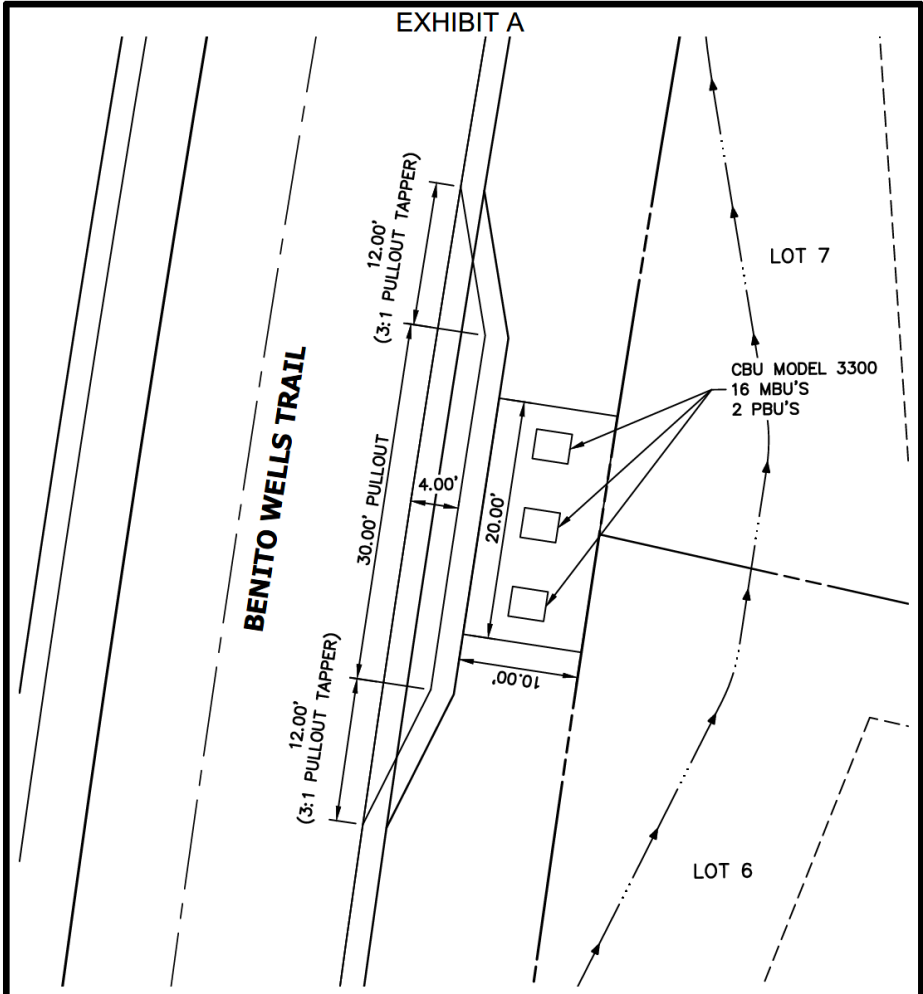 EXHIBIT A
12.00'
(3:1 PULLOUT TAPPER)
LOT 7
CBU MODEL 3300
16 MBU'S
2 PBU'S
BENITO WELLS TRAIL
30.00' PULLOUT
4.00'
20.00'
10.00'
12.00'
(3:1 PULLOUT TAPPER)
LOT 6